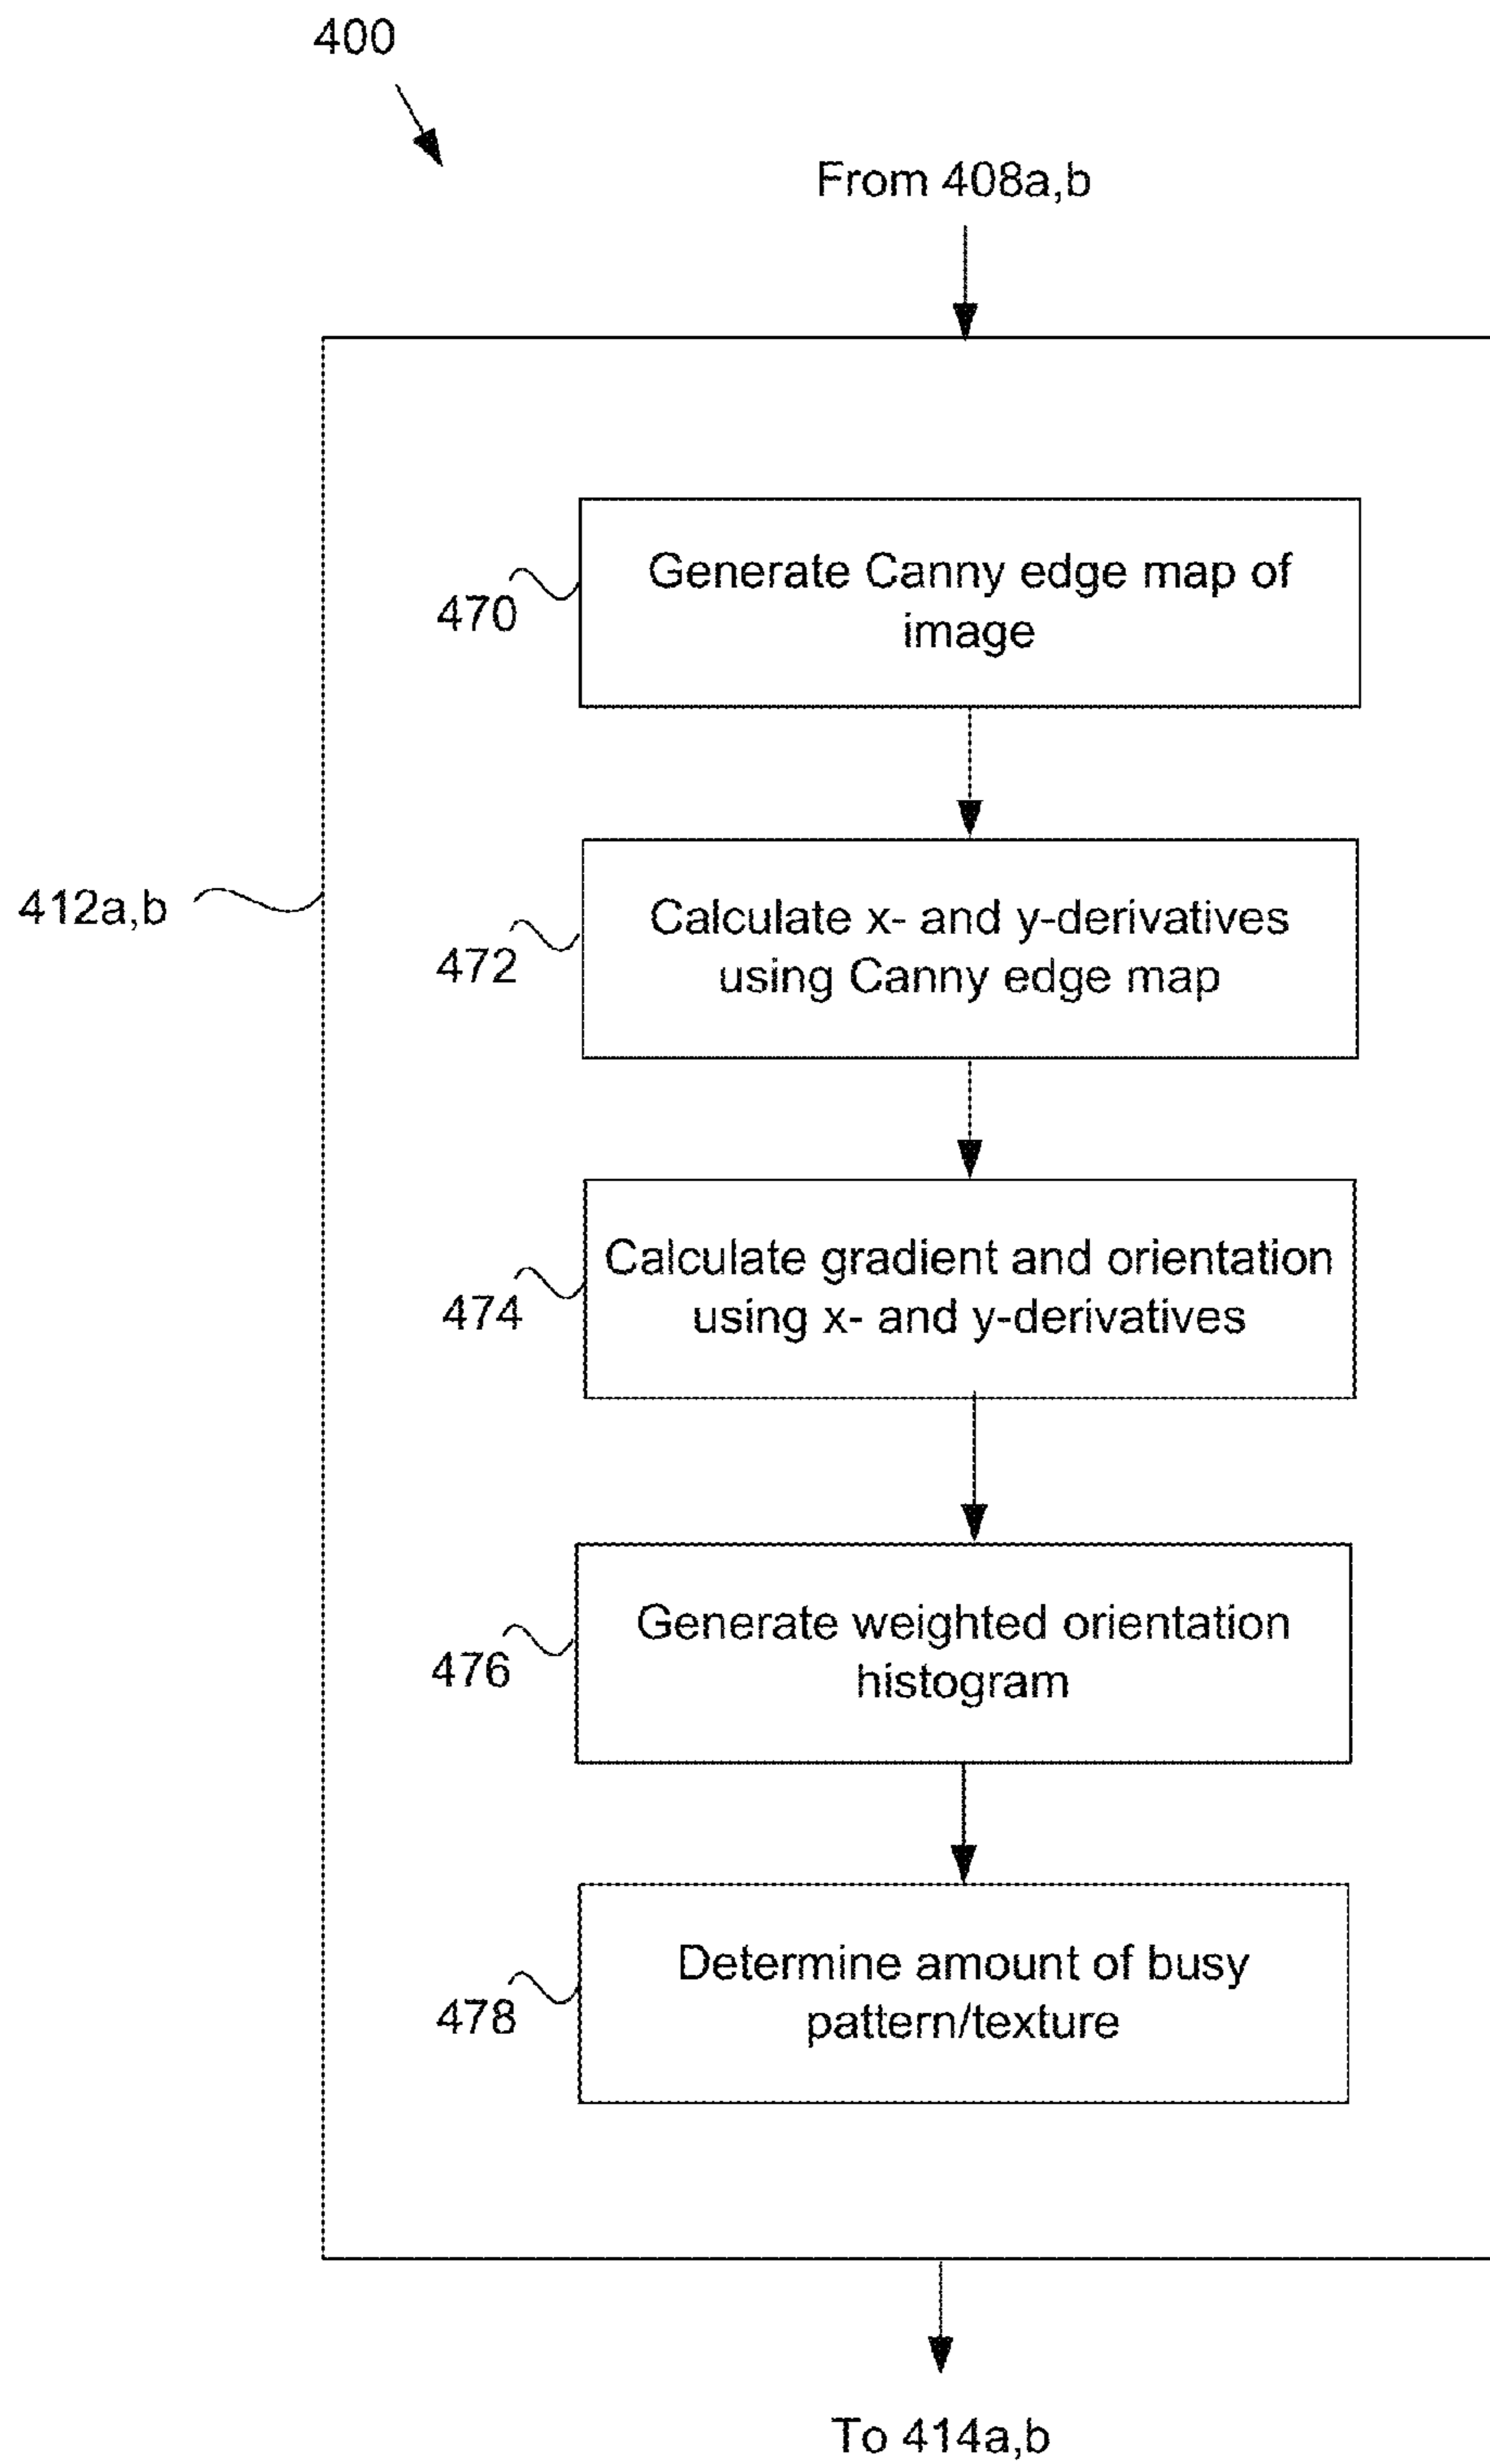 400
From 408a,b
Generate Canny edge map of
image
470
412a,b
Calculate x- and y-derivatives
using Canny edge map
472
Calculate gradient and orientation
using x- and y-derivatives
474
Generate weighted orientation
histogram
476
Determine amount of busy
pattern/texture
478
To 414a,b